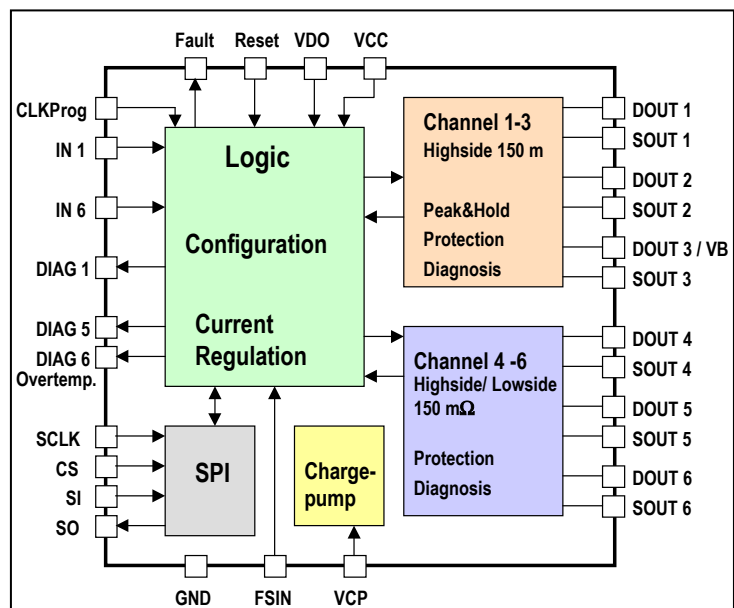 Fault
Reset
VDO
VCC
CLKProg
IN 1
IN 6
DIAG 1
DIAG 5
DIAG 6
Overtemp.
SCLK
CS
SI
SO
Logic
Configuration
Current
Regulation
SPI
Charge-
pump
Channel 1-3
Highside 150 m
Peak&Hold
Protection
Diagnosis
Channel 4 -6
Highside/ Lowside
150 mΩ
Protection
Diagnosis
DOUT 1
SOUT 1
DOUT 2
SOUT 2
DOUT 3 / VB
SOUT 3
DOUT 4
SOUT 4
DOUT 5
SOUT 5
DOUT 6
SOUT 6
GND
FSIN
VCP